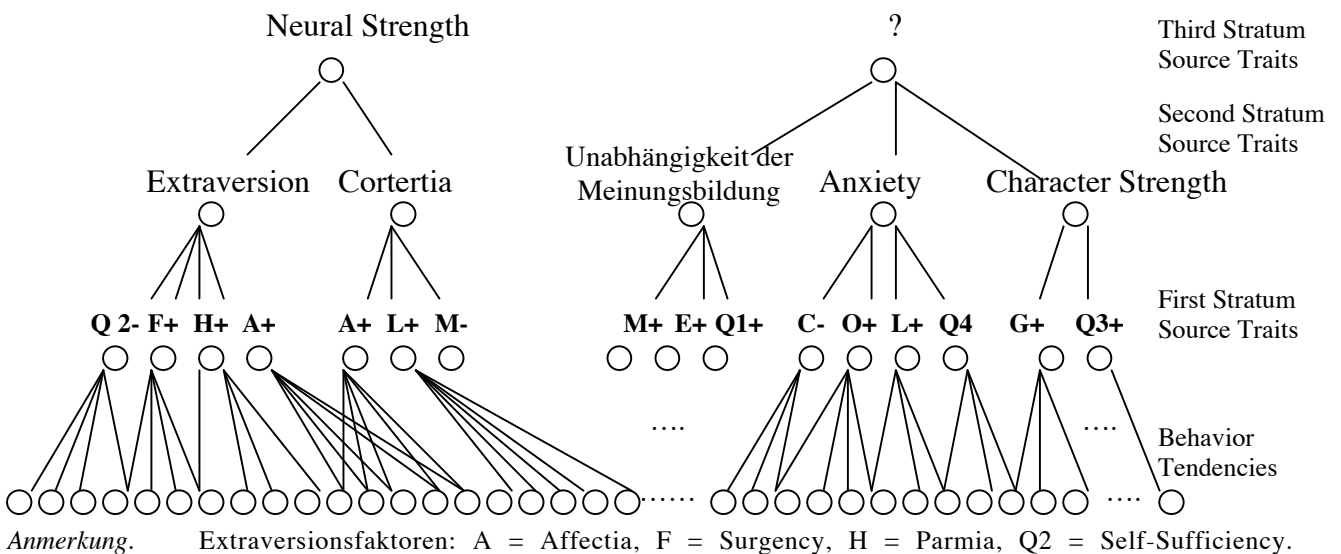 Neural Strength
?
Third Stratum
Source Traits
Second Stratum
Source Traits
Unabhängigkeit der
Meinungsbildung
Extraversion
Cortertia
Anxiety
Character Strength
First Stratum
Source Traits
Q 2- F+ H+ A+
A+ L+ M-
M+ E+ Q1+
C- O+ L+ Q4
G+ Q3+
....
....
Behavior
Tendencies
......
....
Anmerkung. Extraversionsfaktoren: A = Affectia, F = Surgency, H = Parmia, Q2 = Self-Sufficiency.